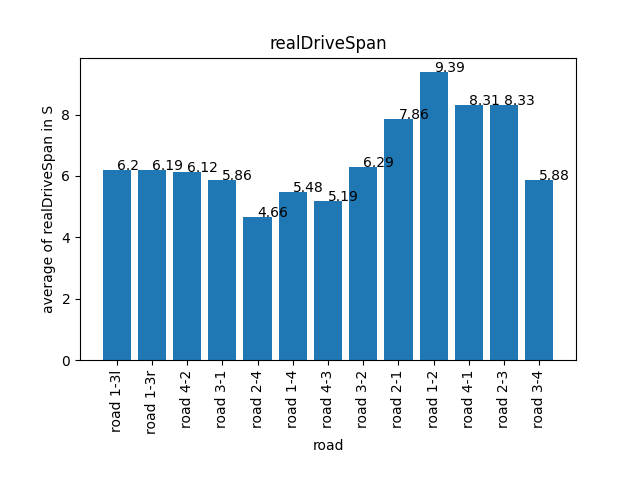 realDriveSpan
average of realDriveSpan in S
8
6
4
2
0
6.2
6.19
6.12
5.86
4.66
5.48
5.19
6.29
7.86
9.39
8.31
8.33
5.88
road 1-3l
road 1-3r
road 4-2
road 3-1
road 2-4
road 1-4
road 4-3
road 3-2
road 2-1
road 1-2
road 4-1
road 2-3
road 3-4
road